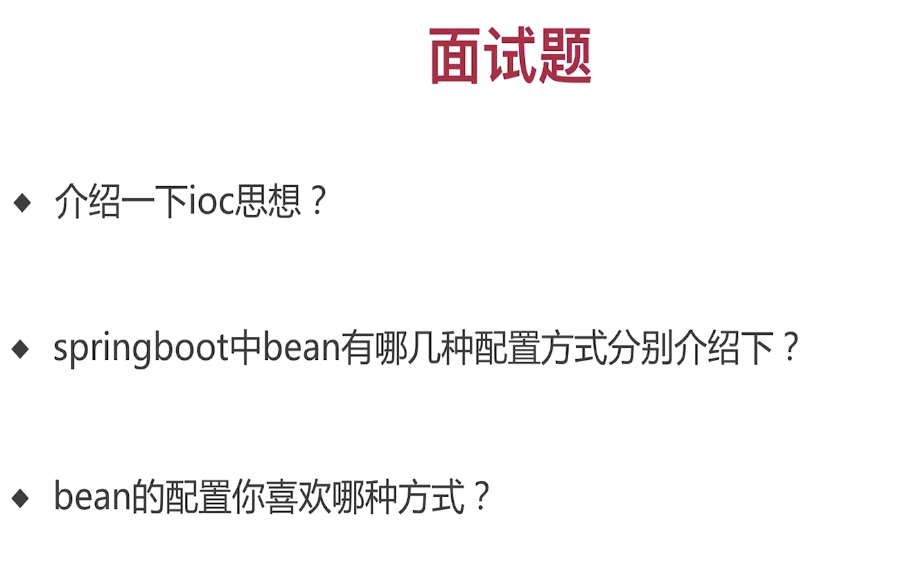 面试题
◆ 介绍一下ioc思想？
◆ springboot中bean有哪几种配置方式分别介绍下？
◆ bean的配置你喜欢哪种方式？